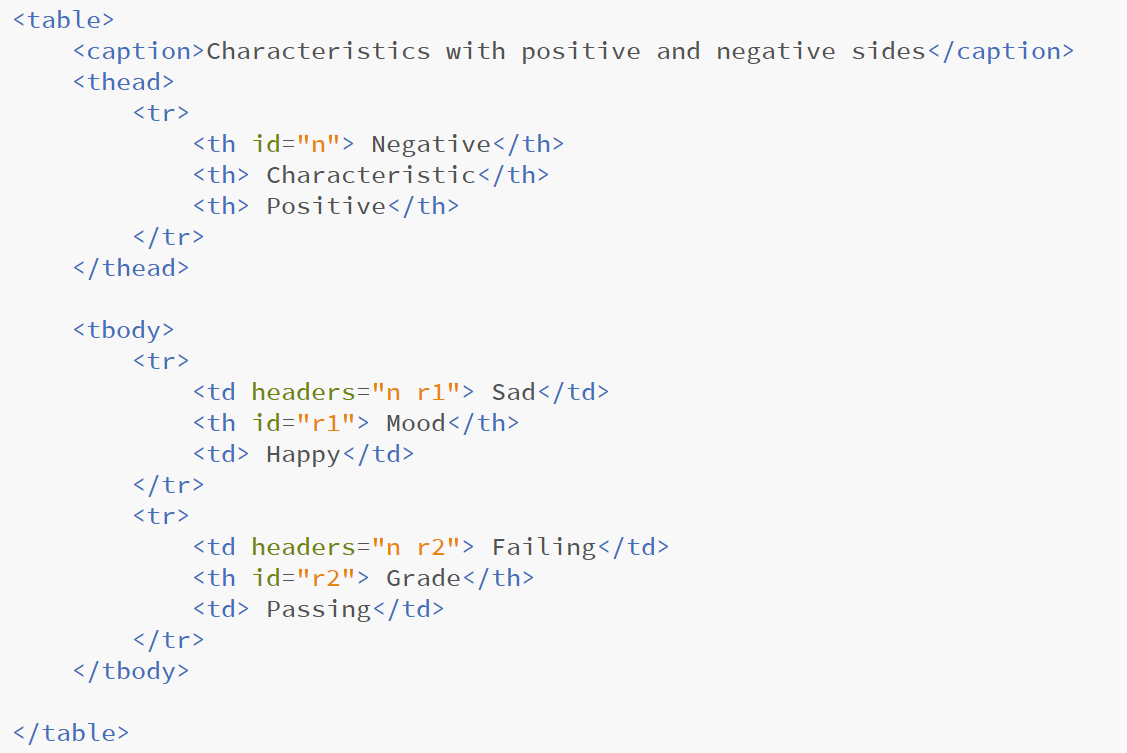 <table>
    <caption>Characteristics with positive and negative sides</caption>
    <thead>
        <tr>
            <th id="n"> Negative</th>
            <th> Characteristic</th>
            <th> Positive</th>
        </tr>
    </thead>

    <tbody>
        <tr>
            <td headers="n r1"> Sad</td>
            <th id="r1"> Mood</th>
            <td> Happy</td>
        </tr>
        <tr>
            <td headers="n r2"> Failing</td>
            <th id="r2"> Grade</th>
            <td> Passing</td>
        </tr>
    </tbody>

</table>